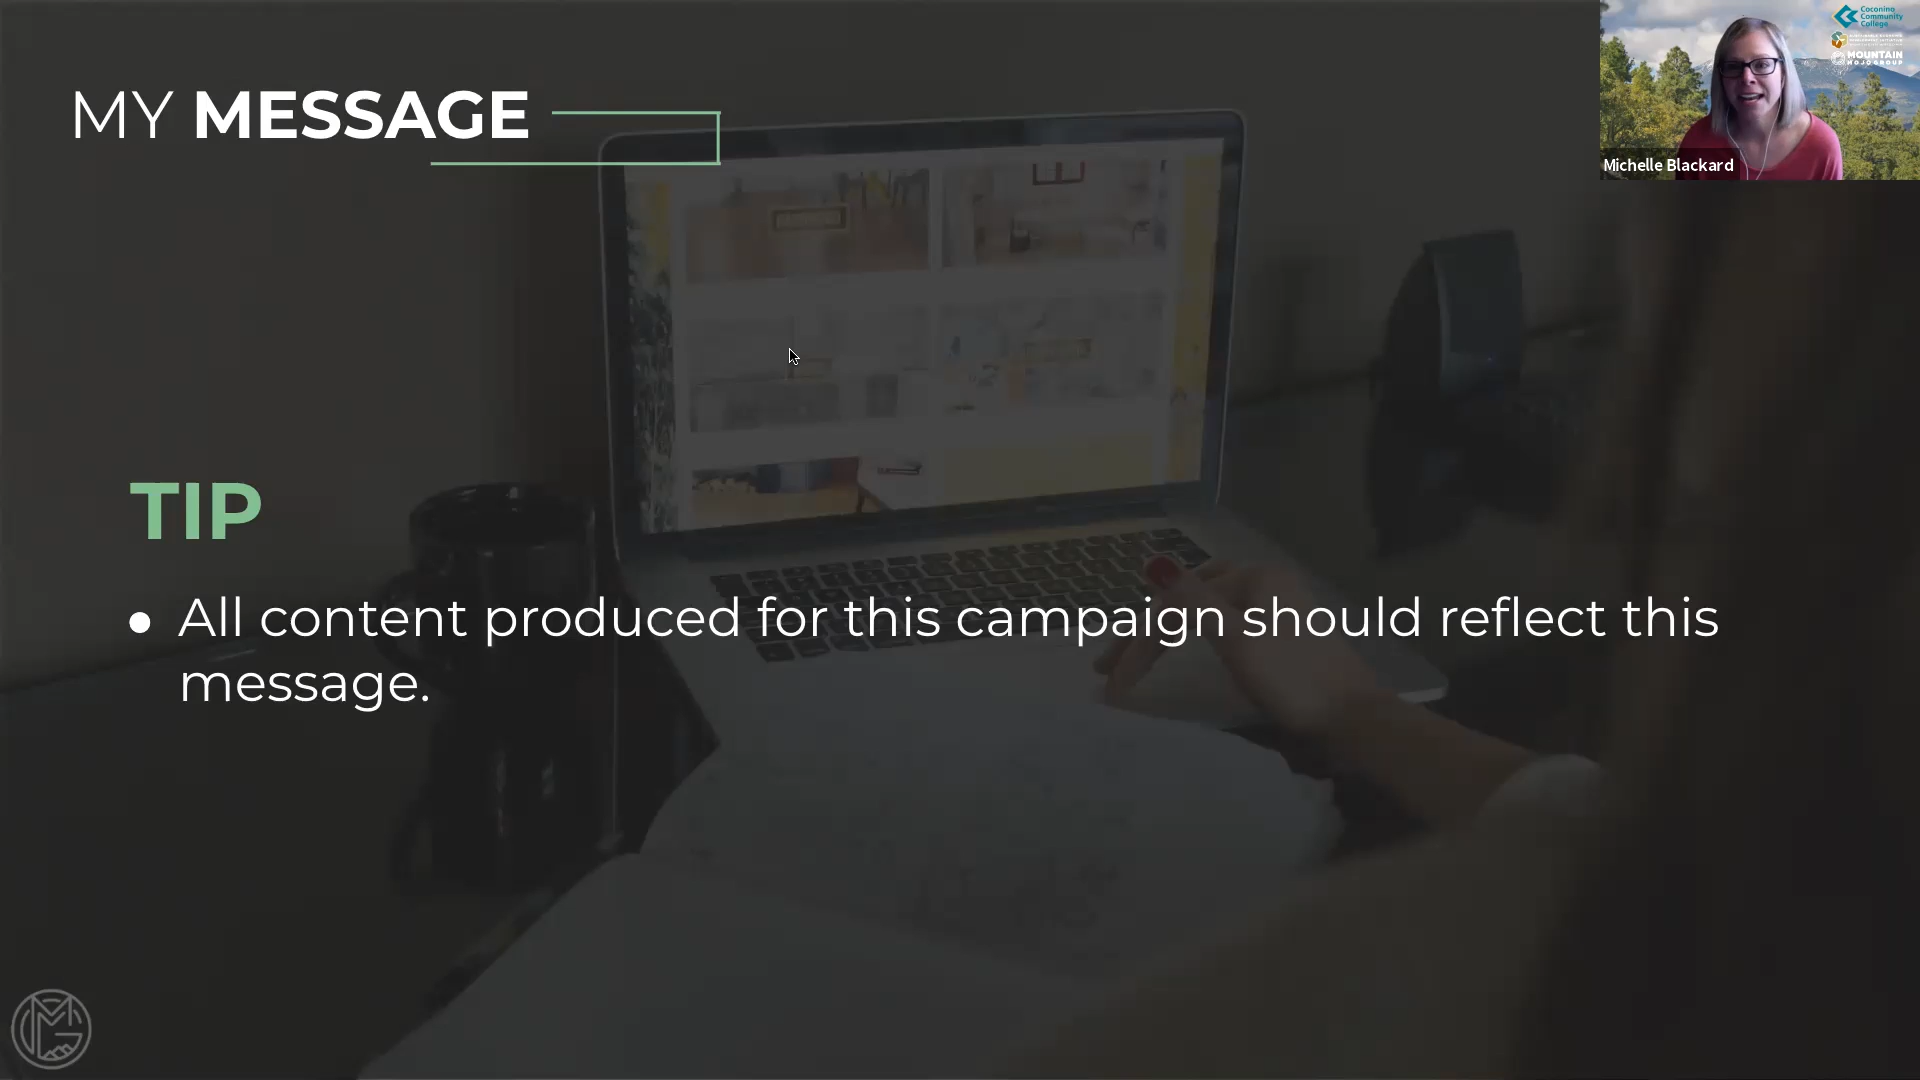 MY MESSAGE
Coconino
Community
College
MOUNTAIN
MOJO GROUP
Michelle Blackard
TIP
● All content produced for this campaign should reflect this
message.